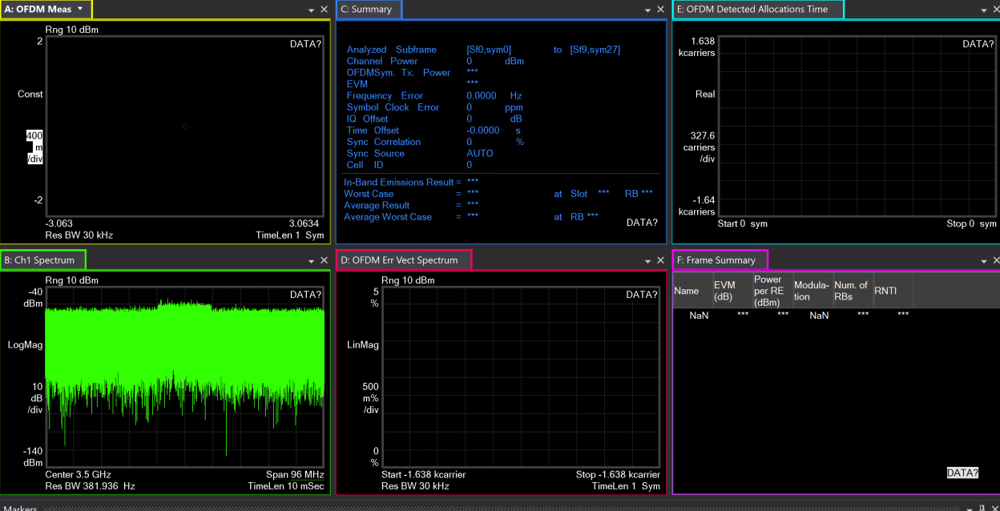 A: OFDM Meas
Rng 10 dBm
2
DATA?
Const
400
m
/div
-2
-3.063
3.0634
Res BW 30 kHz
TimeLen 1 Sym
C: Summary
Analyzed Subframe [Sf0,sym0] to [Sf9,sym27]
Channel Power 0 dBm
OFDMSym. Tx. Power ***
EVM ***
Frequency Error 0.0000 Hz
Symbol Clock Error 0 ppm
IQ Offset 0 dB
Time Offset -0.0000 s
Sync Correlation 0 %
Sync Source AUTO
Cell ID 0
In-Band Emissions Result = ***
Worst Case = *** at Slot *** RB ***
Average Result = ***
Average Worst Case = *** at RB ***
DATA?
E: OFDM Detected Allocations Time
1.638
kcarriers
DATA?
Real
327.6
carriers
/div
-1.64
kcarriers
Start 0 sym
Stop 0 sym
B: Ch1 Spectrum
Rng 10 dBm
-40
dBm
DATA?
LogMag
10
dB
/div
-140
dBm
Center 3.5 GHz
Span 96 MHz
Res BW 381.936 Hz
TimeLen 10 mSec
D: OFDM Err Vect Spectrum
Rng 10 dBm
5
%
DATA?
LinMag
500
m%
/div
0
%
Start -1.638 kcarrier
Stop -1.638 kcarrier
Res BW 30 kHz
TimeLen 1 Sym
F: Frame Summary
Name
EVM
(dB)
Power
per RE
(dBm)
Modula-
tion
Num. of
RBs
RNTI
NaN *** *** NaN *** ***
DATA?
Markers